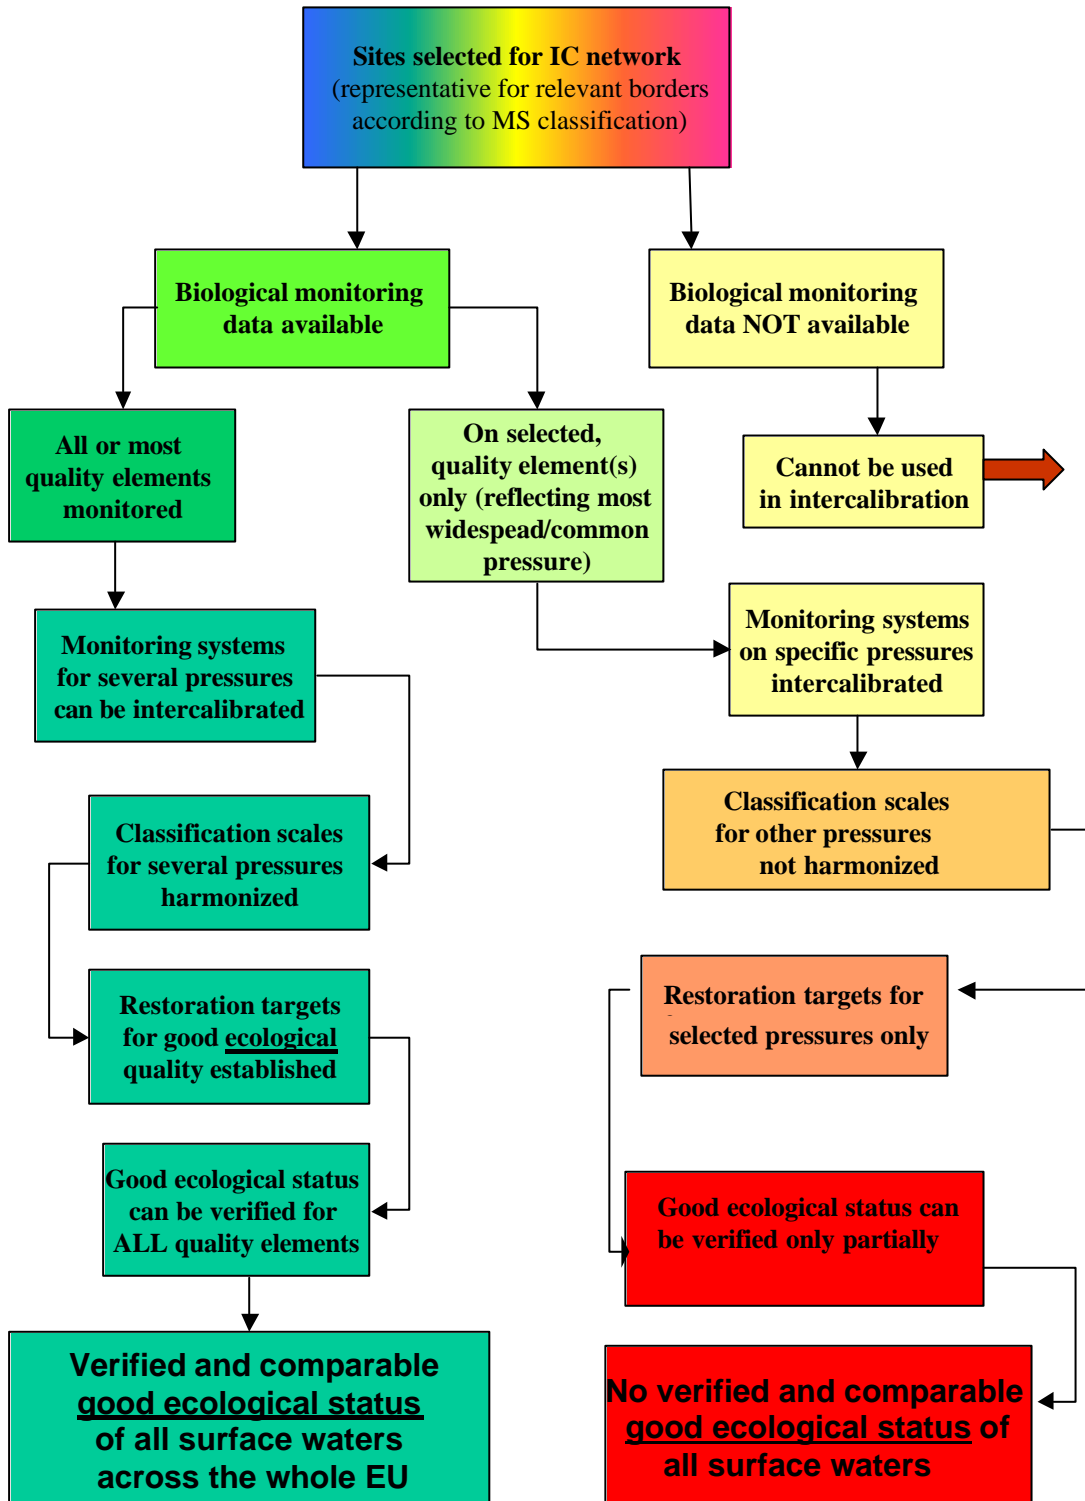 Sites selected for IC network
(representative for relevant borders
according to MS classification)
Biological monitoring
data available
Biological monitoring
data NOT available
All or most
quality elements
monitored
On selected,
quality element(s)
only (reflecting most
widespead/common
pressure)
Cannot be used
in intercalibration
Monitoring systems
for several pressures
can be intercalibrated
Monitoring systems
on specific pressures
intercalibrated
Classification scales
for several pressures
harmonized
Classification scales
for other pressures
not harmonized
Restoration targets
for good ecological
quality established
Restoration targets for
selected pressures only
Good ecological status
can be verified for
ALL quality elements
Good ecological status can
be verified only partially
Verified and comparable
good ecological status
of all surface waters
across the whole EU
No verified and comparable
good ecological status of
all surface waters